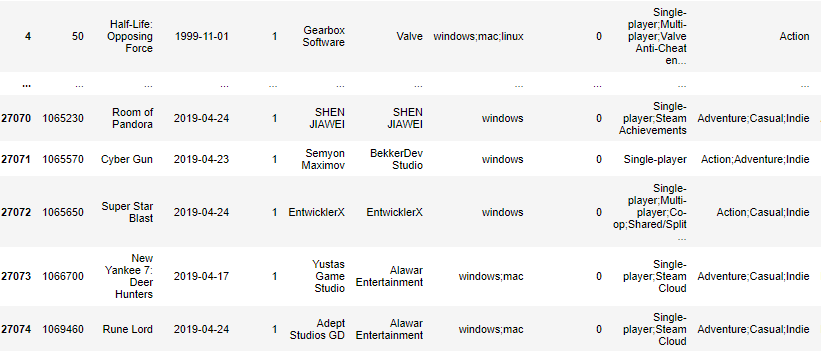 4 50 Half-Life: Opposing Force 1999-11-01 1 Gearbox Software Valve windows;mac;linux 0 Single-player;Multi-player;Valve Anti-Cheat en... Action
... ... ... ... ... ... ... ... ... ... ...
27070 1065230 Room of Pandora 2019-04-24 1 SHEN JIAWEI SHEN JIAWEI windows 0 Single-player;Steam Achievements Adventure;Casual;Indie
27071 1065570 Cyber Gun 2019-04-23 1 Semyon Maximov BekkerDev Studio windows 0 Single-player Action;Adventure;Indie
27072 1065650 Super Star Blast 2019-04-24 1 EntwicklerX EntwicklerX windows 0 Single-player;Multi-player;Co-op;Shared/Split ... Action;Casual;Indie
27073 1066700 New Yankee 7: Deer Hunters 2019-04-17 1 Yustas Game Studio Alawar Entertainment windows;mac 0 Single-player;Steam Cloud Adventure;Casual;Indie
27074 1069460 Rune Lord 2019-04-24 1 Adept Studios GD Alawar Entertainment windows;mac 0 Single-player;Steam Cloud Adventure;Casual;Indie